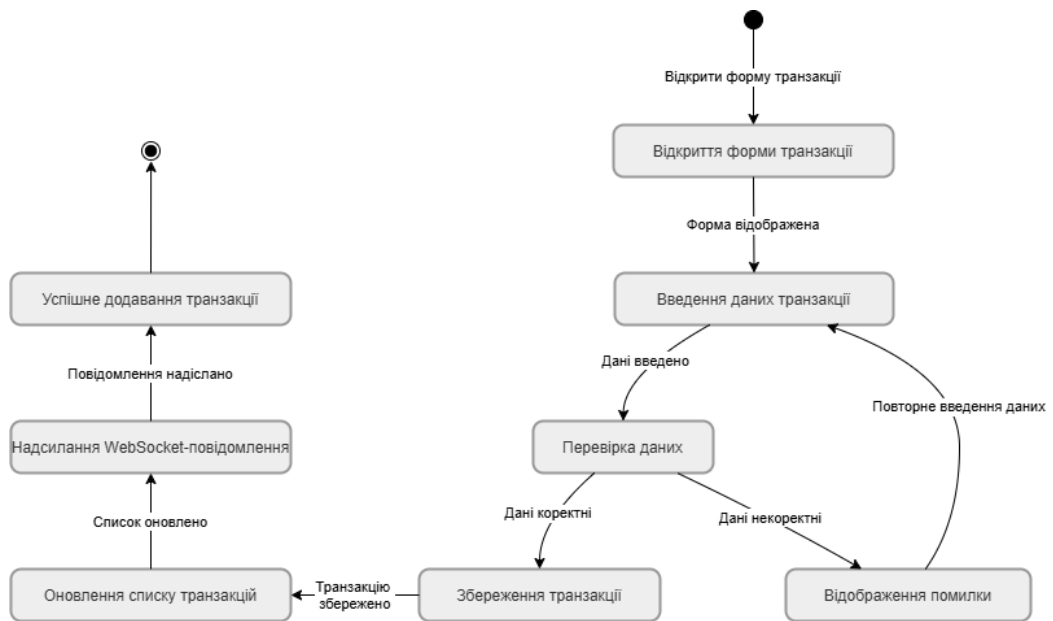 Відкрити форму транзакції
Відкриття форми транзакції
Форма відображена
Успішне додавання транзакції
Введення даних транзакції
Дані введено
Повідомлення надіслано
Повторне введення даних
Надсилання WebSocket-повідомлення
Перевірка даних
Дані коректні
Дані некоректні
Список оновлено
Транзакцію
збережено
Оновлення списку транзакцій
Збереження транзакції
Відображення помилки